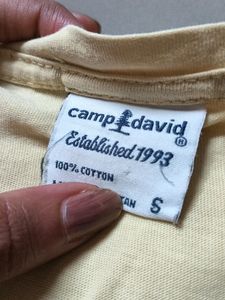 camp david ®
Established 1993
100% COTTON
S